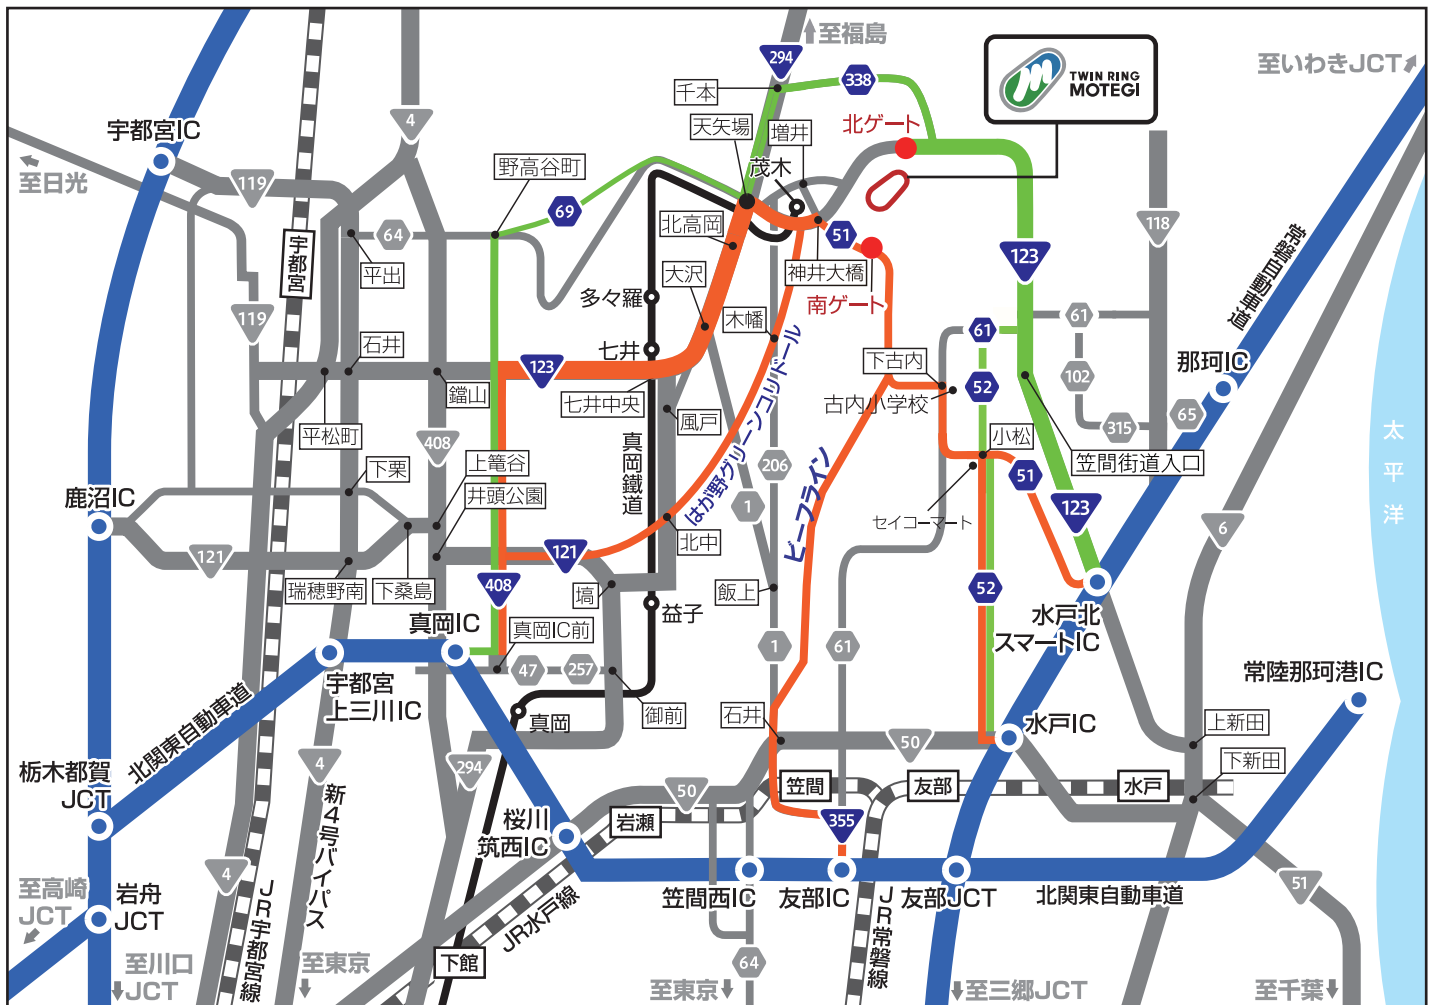 294
至福島
TWIN RING
MOTEGI
至いわきJCT
338
千本
4
宇都宮IC
天矢場
増井
北ゲート
茂木
野高谷町
至日光
119
69
64
北高岡
51
118
常磐自動車道
宇都宮
平出
大沢
神井大橋
123
多々羅
南ゲート
119
木幡
61
61
石井
七井
下古内
那珂IC
123
鐺山
52
102
七井中央
古内小学校
65
太平洋
平松町
風戸
はが野グリーンコリドール
315
408
真岡鐵道
小松
下栗
上篭谷
206
51
笠間街道入口
鹿沼IC
井頭公園
1
ビーフライン
セイコーマート
123
6
121
121
北中
瑞穂野南
下桑島
408
塙
飯上
52
水戸北
スマートIC
真岡IC
益子
真岡IC前
1
61
47
257
常陸那珂港IC
宇都宮
上三川IC
御前
石井
水戸IC
上新田
北関東自動車道
真岡
50
下新田
栃木都賀
JCT
4
294
50
笠間
友部
水戸
新4号バイパス
桜川
筑西IC
岩瀬
355
4
至高崎
JCT
岩舟
JCT
JR宇都宮線
JR水戸線
笠間西IC
友部IC
JR常磐線
友部JCT
北関東自動車道
51
至川口
JCT
至東京
下館
64
至東京
至三郷JCT
至千葉